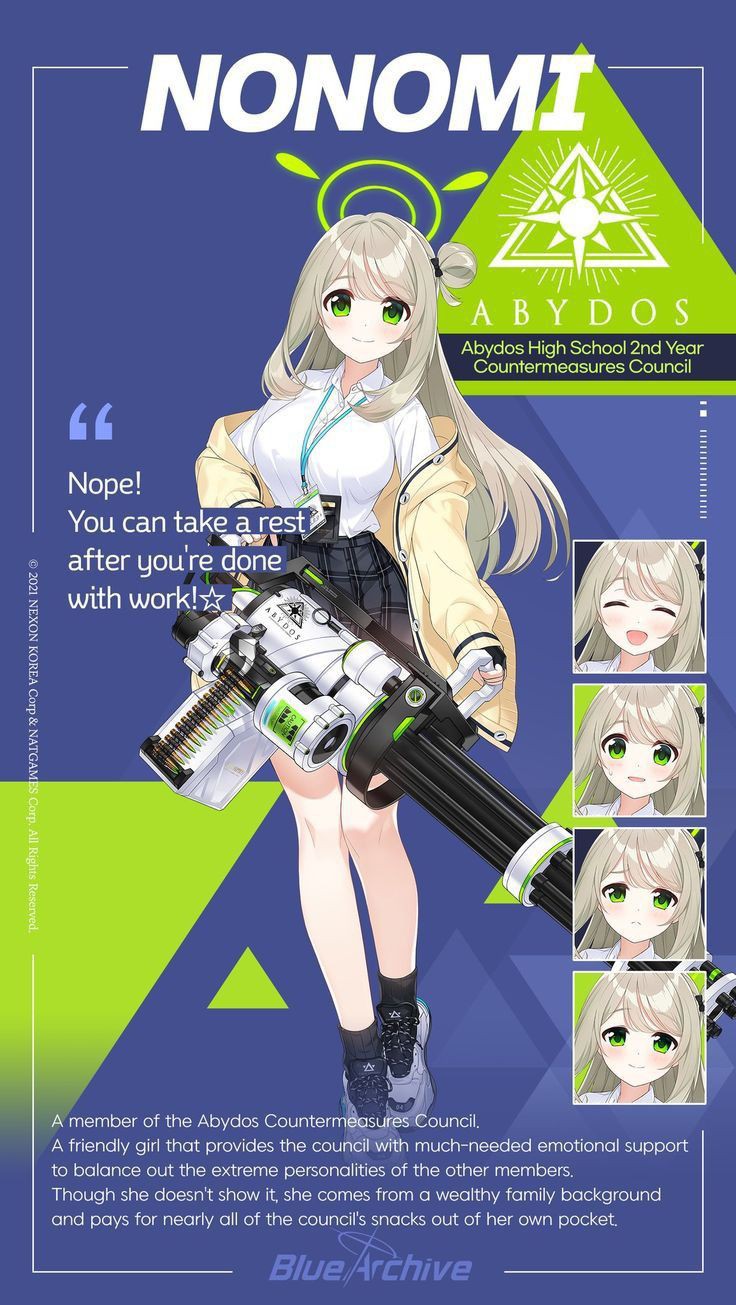 NONOMI
ABYDOS
Abydos High School 2nd Year
Countermeasures Council
“
Nope!
You can take a rest
after you're done
with work!☆
ABYDOS
© 2021 NEXON KOREA Corp & NATGAMES Corp. All Rights Reserved.
A member of the Abydos Countermeasures Council.
A friendly girl that provides the council with much-needed emotional support
to balance out the extreme personalities of the other members.
Though she doesn't show it, she comes from a wealthy family background
and pays for nearly all of the council's snacks out of her own pocket.
Blue Archive